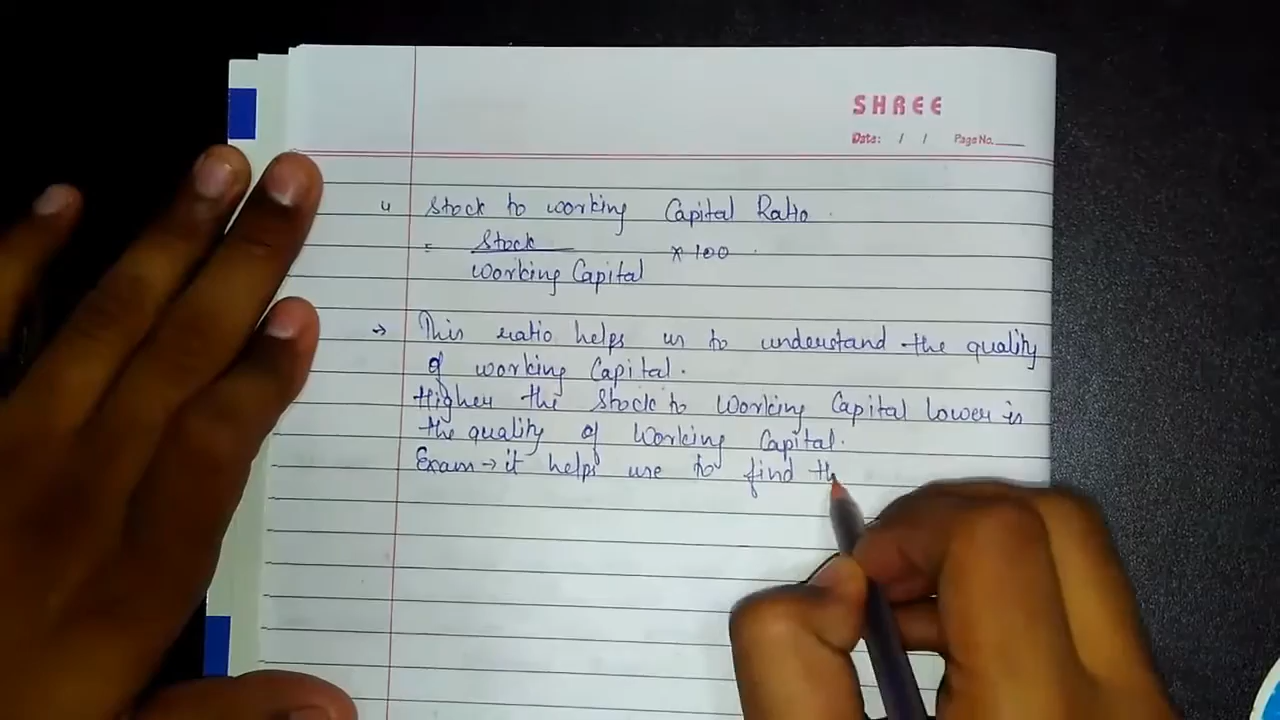 SHREE
Date: / / Page No.
4 Stock to working Capital Ratio.
= Stock × 100
Working Capital
→ This ratio helps us to understand the quality
of working Capital.
Higher the Stock to Working Capital lower is
the quality of Working Capital.
Exam → it helps use to find th